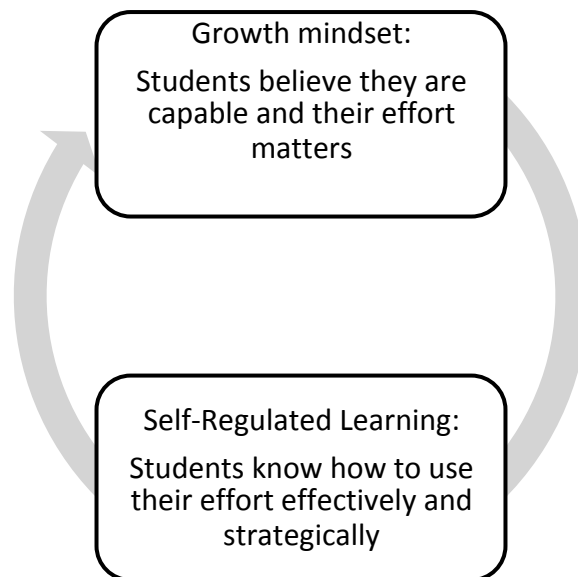 Growth mindset:
Students believe they are
capable and their effort
matters
Self-Regulated Learning:
Students know how to use
their effort effectively and
strategically